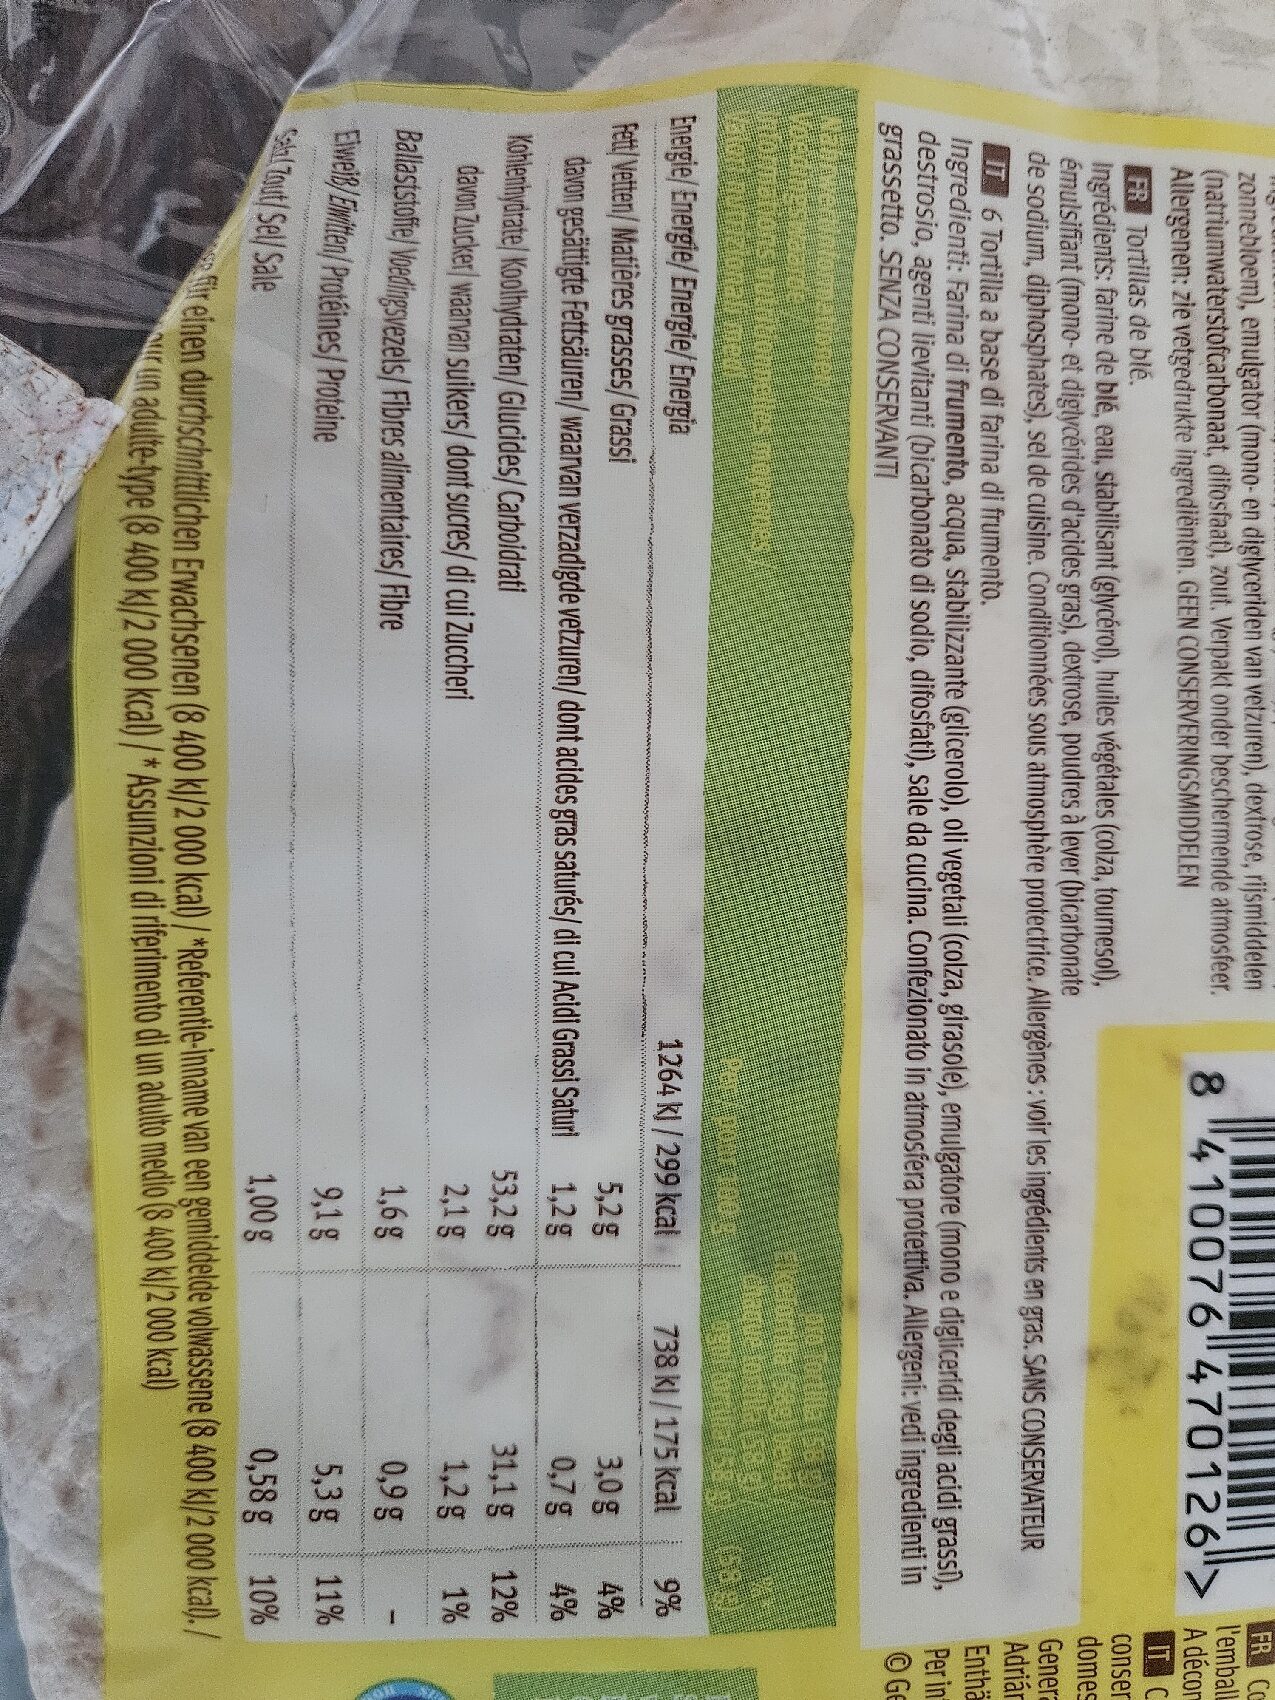 zonnebloem), emulgator (mono- en diglyceriden van vetzuren), dextrose, rijsmiddelen
(natriumwaterstofcarbonaat, difosfaat), zout. Verpakt onder beschermende atmosfeer.
Allergenen: zie vetgedrukte ingrediënten. GEEN CONSERVERINGSMIDDELEN
FR Tortillas de blé.
Ingrédients: farine de blé, eau, stabilisant (glycérol), huiles végétales (colza, tournesol),
émulsifiant (mono- et diglycérides d'acides gras), dextrose, poudres à lever (bicarbonate
de sodium, diphosphates), sel de cuisine. Conditionnées sous atmosphère protectrice. Allergènes : voir les ingrédients en gras. SANS CONSERVATEUR
IT 6 Tortilla a base di farina di frumento.
Ingredienti: Farina di frumento, acqua, stabilizzante (glicerolo), oli vegetali (colza, girasole), emulgatore (mono e digliceridi degli acidi grassi),
destrosio, agenti lievitanti (bicarbonato di sodio, difosfati), sale da cucina. Confezionato in atmosfera protettiva. Allergeni: vedi ingredienti in
grassetto. SENZA CONSERVANTI
8 410076 470126 >
FR
l'embal
A décou
IT C
conser
domes
Gener
Adrián
Enthä
Per in
© Ge
Energie/ Energie/ Energie/ Energia 1264 kJ / 299 kcal 738 kJ / 175 kcal 9%
Fett/ Vetten/ Matières grasses/ Grassi 5,2 g 3,0 g 4%
davon gesättigte Fettsäuren/ waarvan verzadigde vetzuren/ dont acides gras saturés/ di cui Acidi Grassi Saturi 1,2 g 0,7 g 4%
Kohlenhydrate/ Koolhydraten/ Glucides/ Carboidrati 53,2 g 31,1 g 12%
davon Zucker/ waarvan suikers/ dont sucres/ di cui Zuccheri 2,1 g 1,2 g 1%
Ballaststoffe/ Voedingsvezels/ Fibres alimentaires/ Fibre 1,6 g 0,9 g –
Eiweiß/ Eiwitten/ Protéines/ Proteine 9,1 g 5,3 g 11%
Salz/ Zout/ Sel/ Sale 1,00 g 0,58 g 10%
für einen durchschnittlichen Erwachsenen (8 400 kJ/2 000 kcal) / *Referentie-inname van een gemiddelde volwassene (8 400 kJ/2 000 kcal). /
pour un adulte-type (8 400 kJ/2 000 kcal) / * Assunzioni di riferimento di un adulto medio (8 400 kJ/2 000 kcal)